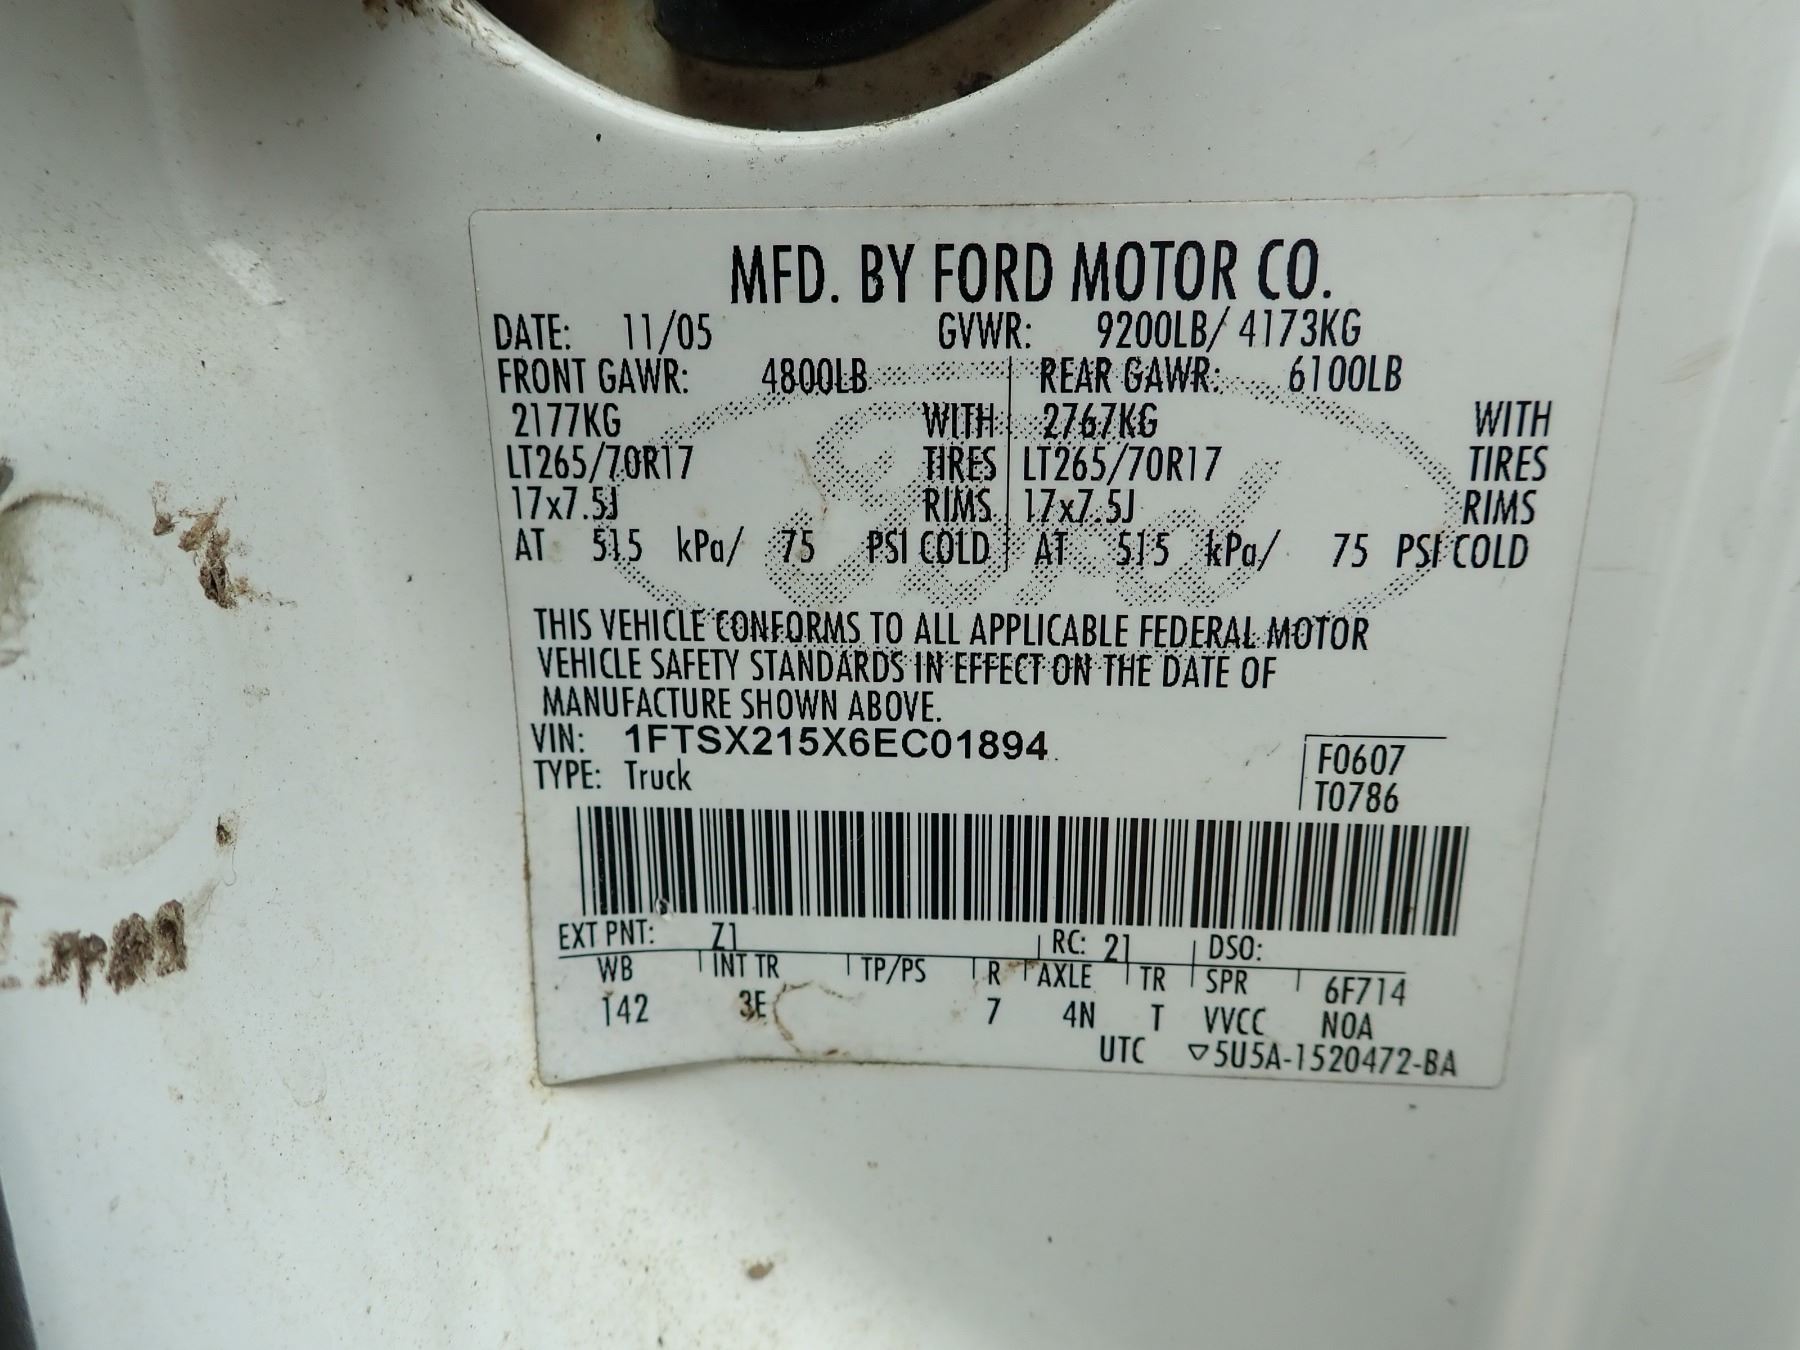 MFD. BY FORD MOTOR CO.
DATE: 11/05 GVWR: 9200LB/ 4173KG
FRONT GAWR: 4800LB REAR GAWR: 6100LB
2177KG WITH 2767KG WITH
LT265/70R17 TIRES LT265/70R17 TIRES
17x7.5J RIMS 17x7.5J RIMS
AT 515 kPa/ 75 PSI COLD AT 515 kPa/ 75 PSI COLD
Ford
THIS VEHICLE CONFORMS TO ALL APPLICABLE FEDERAL MOTOR
VEHICLE SAFETY STANDARDS IN EFFECT ON THE DATE OF
MANUFACTURE SHOWN ABOVE.
VIN: 1FTSX215X6EC01894
TYPE: Truck
F0607
T0786
EXT PNT: Z1 RC: 21 DSO:
WB INT TR TP/PS R AXLE TR SPR 6F714
142 3E 7 4N T VVCC NOA
UTC ▽5U5A-1520472-BA